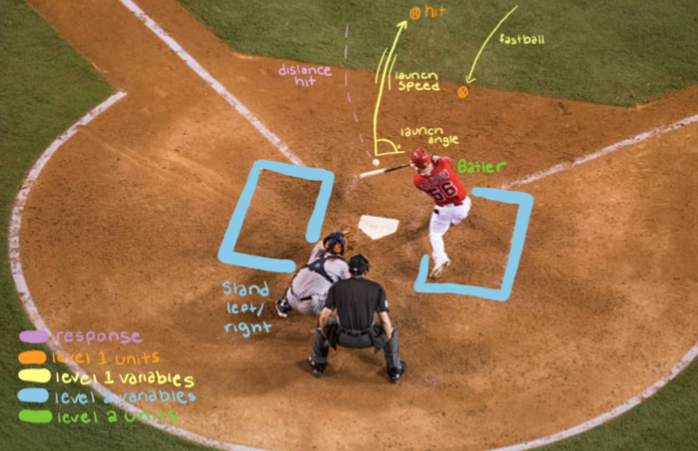 hit
fastball
distance
hit
launch
speed
launch
angle
Batter
56
Stand
left/
right
response
level 1 units
level 1 variables
level 2 variables
level 2 units